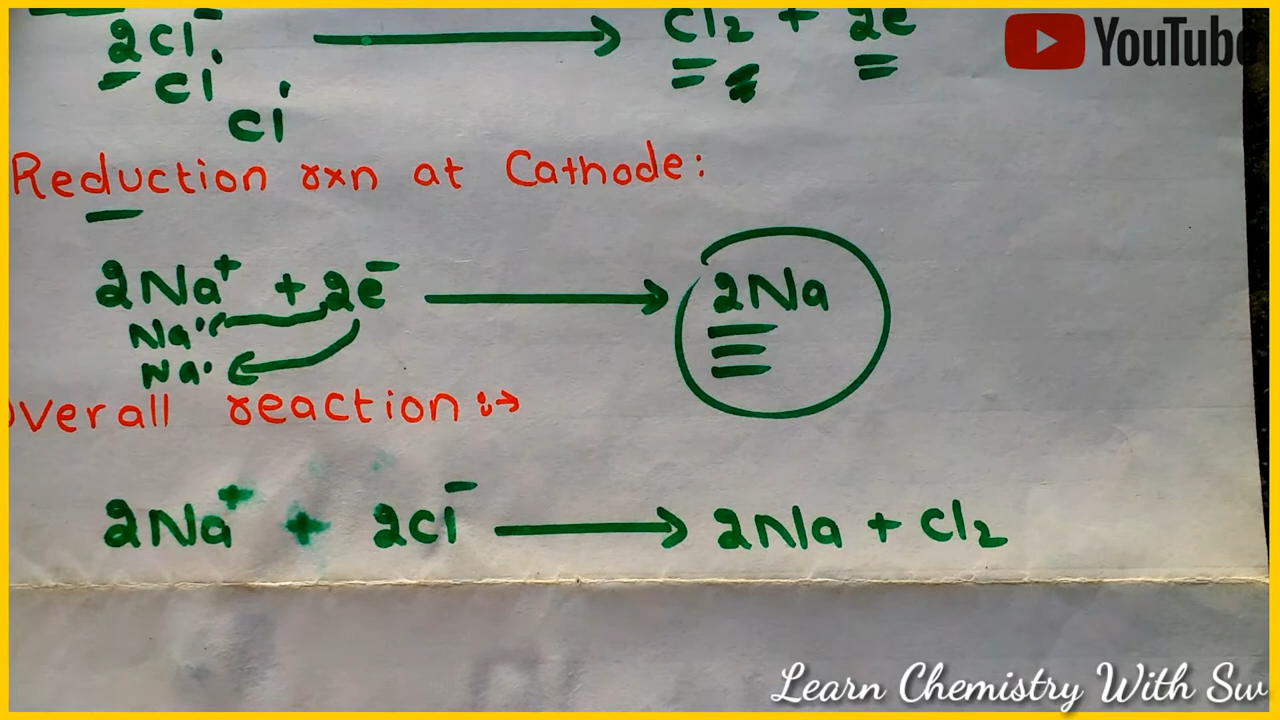 2Cl⁻ → Cl2 + 2e
Cl
Cl
YouTube
Reduction rxn at Cathode:
2Na⁺ + 2e⁻ → 2Na
Na
Na
overall reaction :→
2Na⁺ + 2Cl⁻ → 2Na + Cl2
Learn Chemistry With Sw